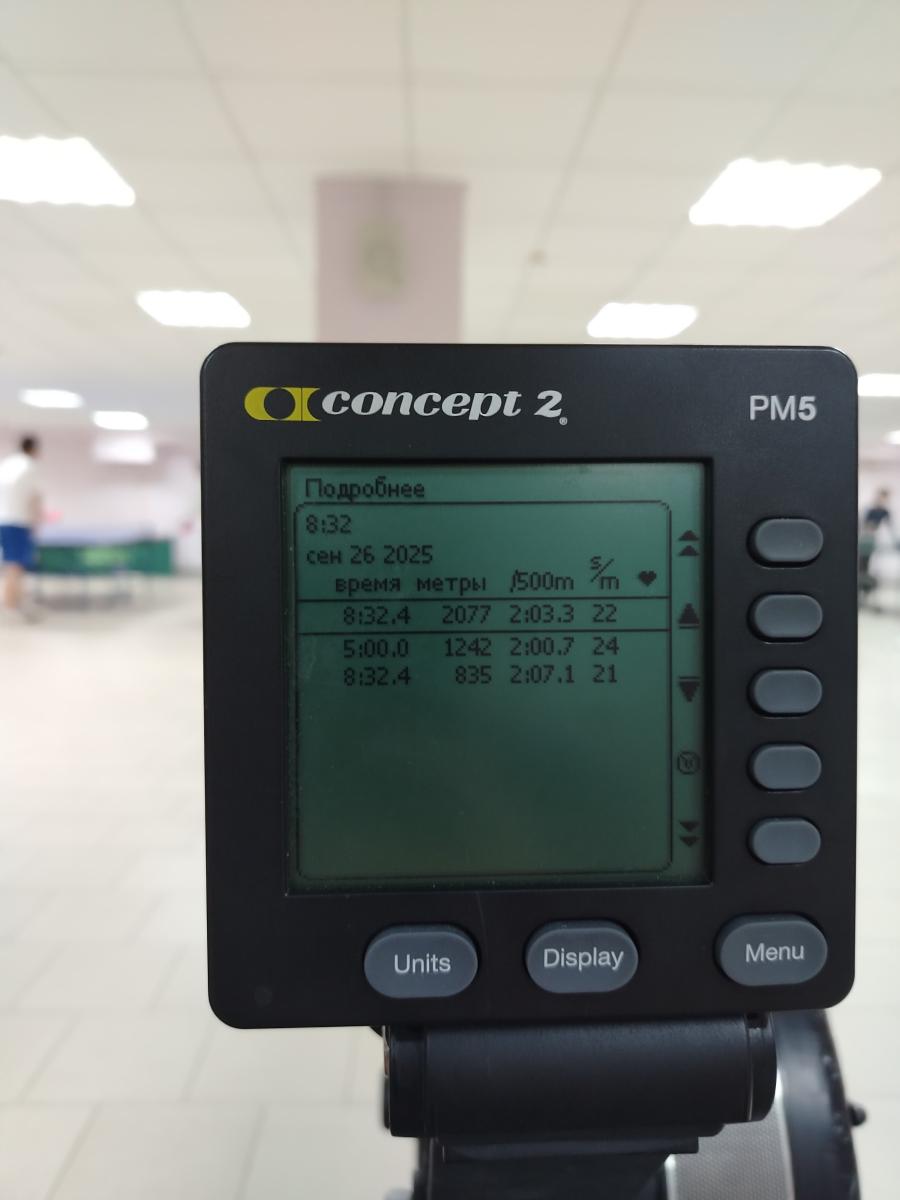 concept 2®
PM5
Подробнее
8:32
сен 26 2025
время метры /500m s/m ♥
8:32.4 2077 2:03.3 22
5:00.0 1242 2:00.7 24
8:32.4 835 2:07.1 21
Units
Display
Menu